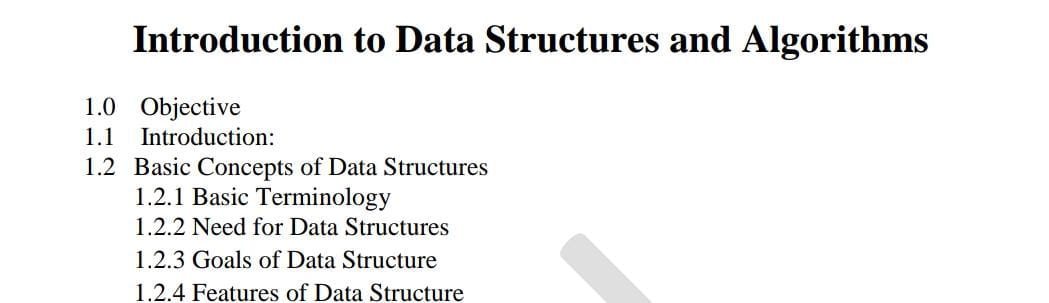 Introduction to Data Structures and Algorithms
1.0 Objective
1.1 Introduction:
1.2 Basic Concepts of Data Structures
1.2.1 Basic Terminology
1.2.2 Need for Data Structures
1.2.3 Goals of Data Structure
1.2.4 Features of Data Structure